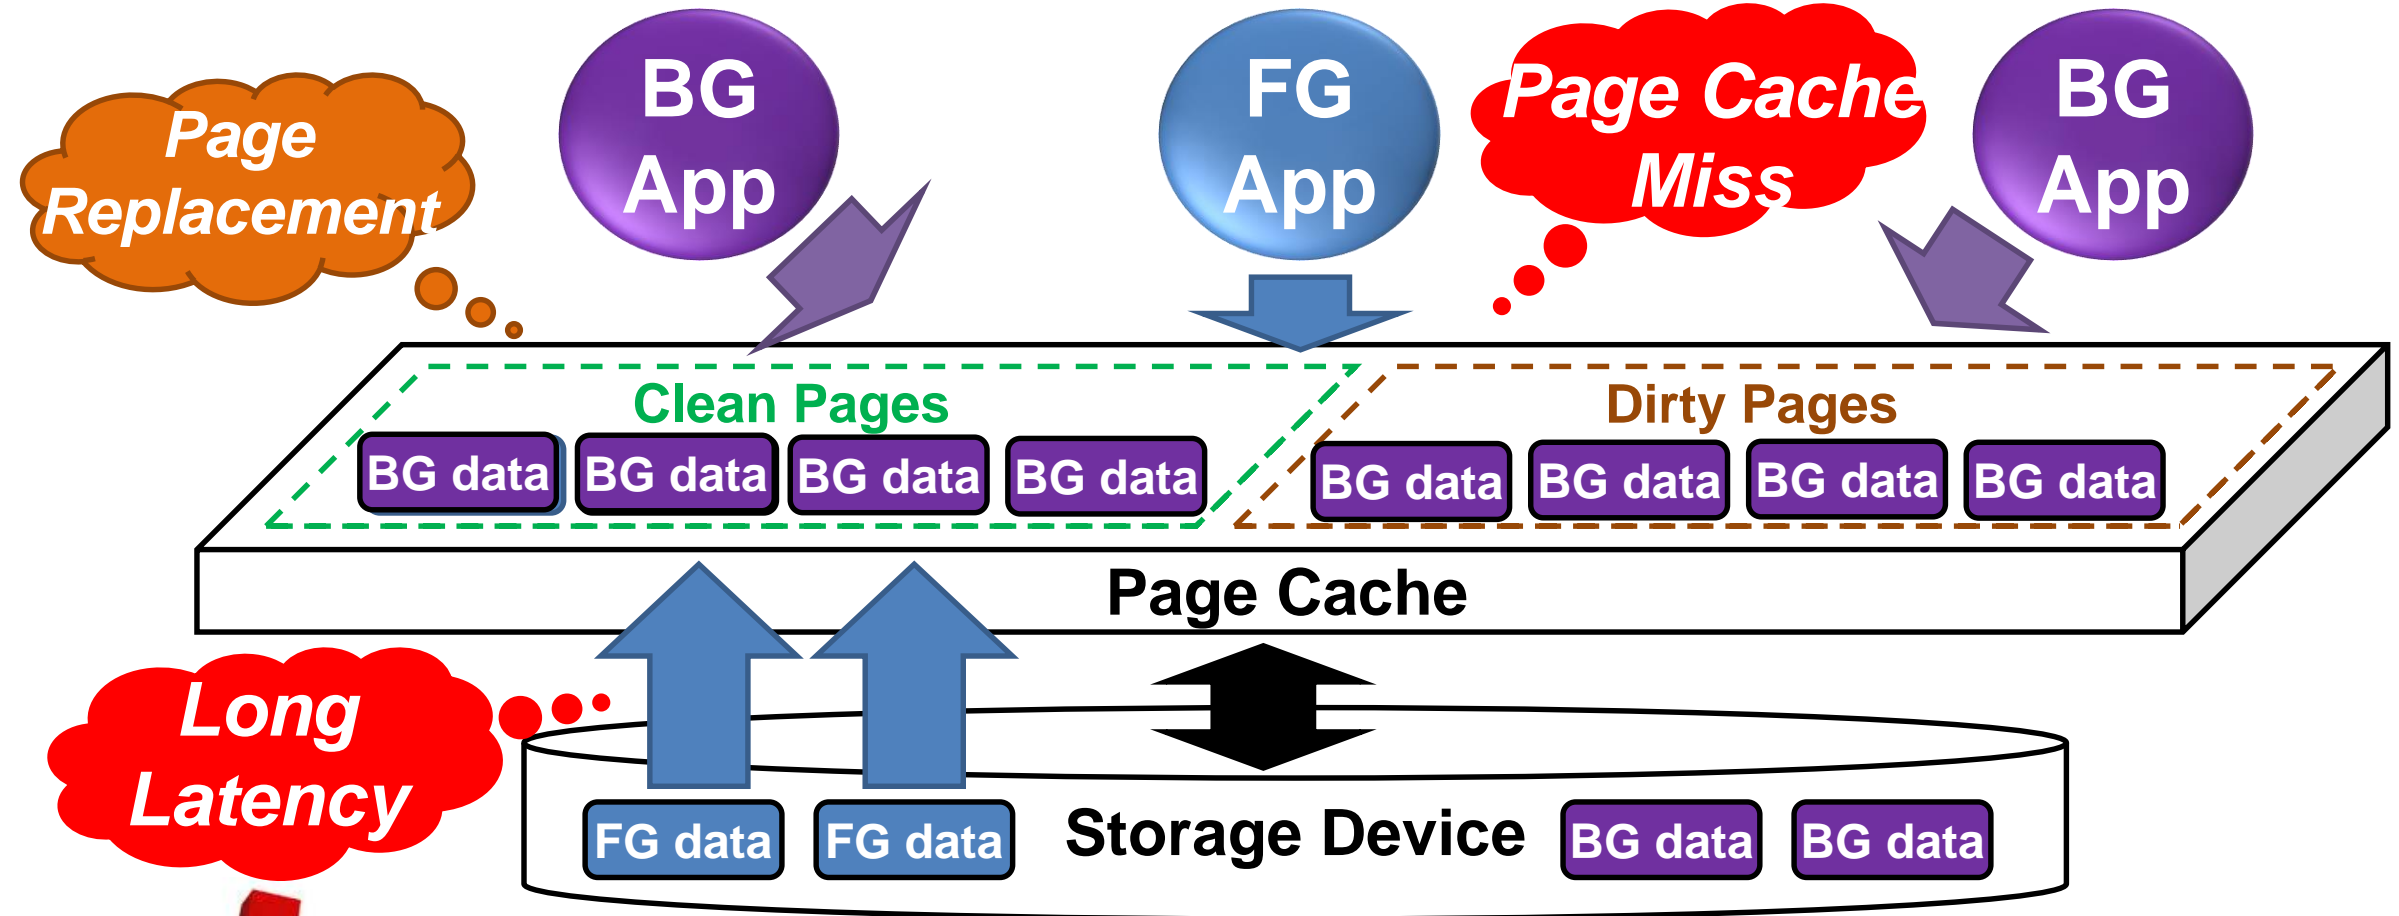 BG
App
FG
App
Page Cache
Miss
BG
App
Page
Replacement
Clean Pages
Dirty Pages
BG data
BG data
BG data
BG data
BG data
BG data
BG data
BG data
Page Cache
Long
Latency
FG data
FG data
Storage Device
BG data
BG data